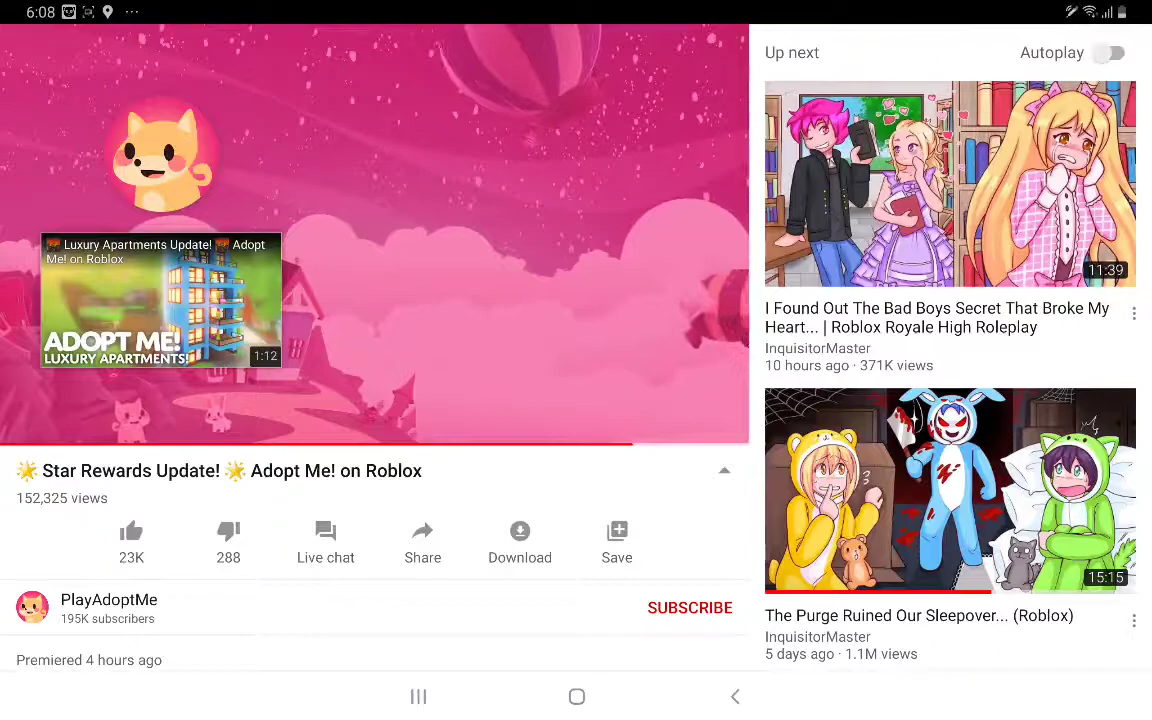 6:08
Luxury Apartments Update! Adopt
Me! on Roblox
ADOPT ME!
LUXURY APARTMENTS!
1:12
Star Rewards Update! Adopt Me! on Roblox
152,325 views
23K
288
Live chat
Share
Download
Save
PlayAdoptMe
195K subscribers
SUBSCRIBE
Premiered 4 hours ago
Up next
Autoplay
11:39
I Found Out The Bad Boys Secret That Broke My
Heart... | Roblox Royale High Roleplay
InquisitorMaster
10 hours ago · 371K views
15:15
The Purge Ruined Our Sleepover... (Roblox)
InquisitorMaster
5 days ago · 1.1M views